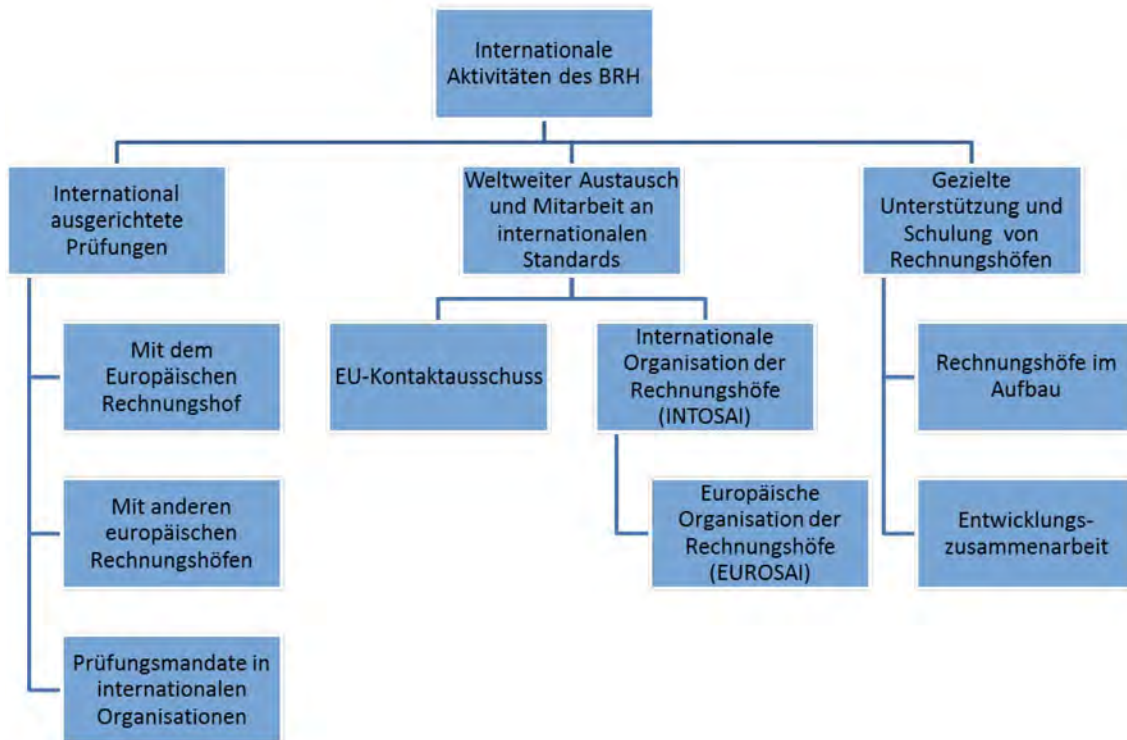 Internationale
Aktivitäten des BRH
International
ausgerichtete
Prüfungen
Mit dem
Europäischen
Rechnungshof
Mit anderen
europäischen
Rechnungshöfen
Prüfungsmandate in
internationalen
Organisationen
Weltweiter Austausch
und Mitarbeit an
internationalen
Standards
EU-Kontaktausschuss
Internationale
Organisation der
Rechnungshöfe
(INTOSAI)
Europäische
Organisation der
Rechnungshöfe
(EUROSAI)
Gezielte
Unterstützung und
Schulung von
Rechnungshöfen
Rechnungshöfe im
Aufbau
Entwicklungs-
zusammenarbeit